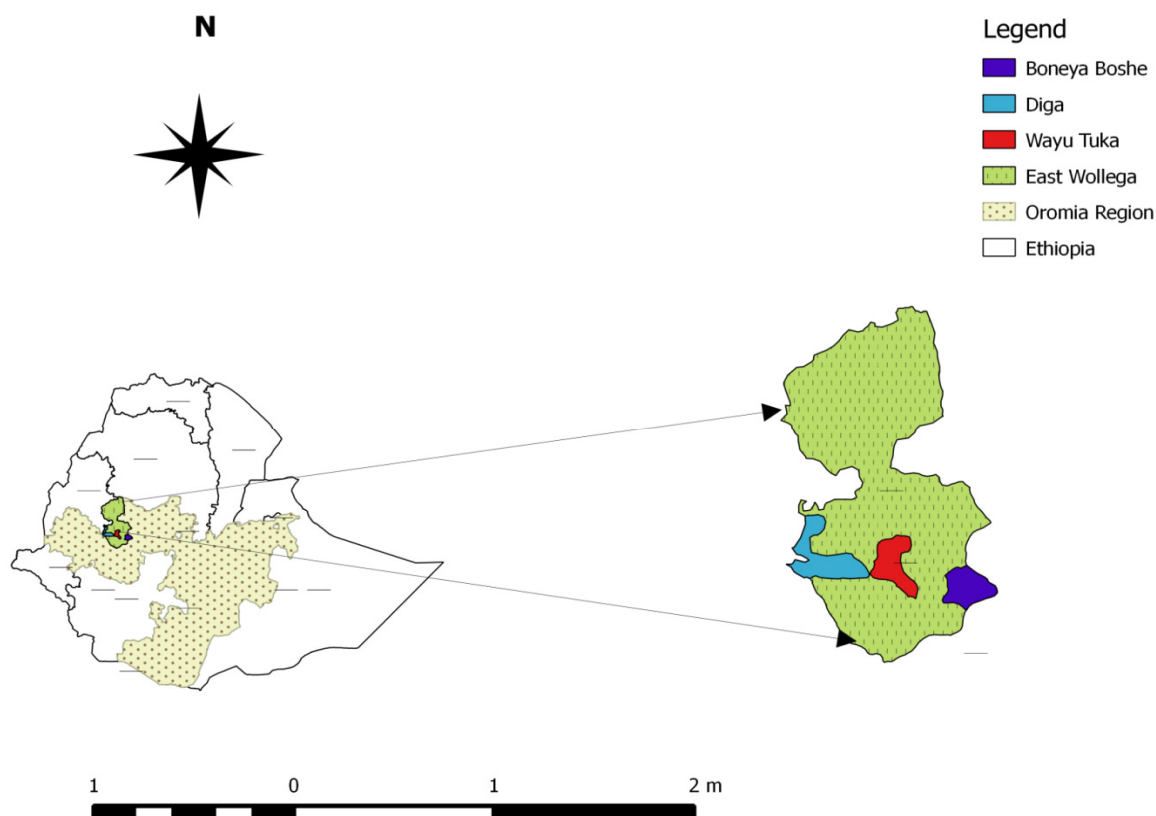 N
Legend
Boneya Boshe
Diga
Wayu Tuka
East Wollega
Oromia Region
Ethiopia
1 0 1 2 m